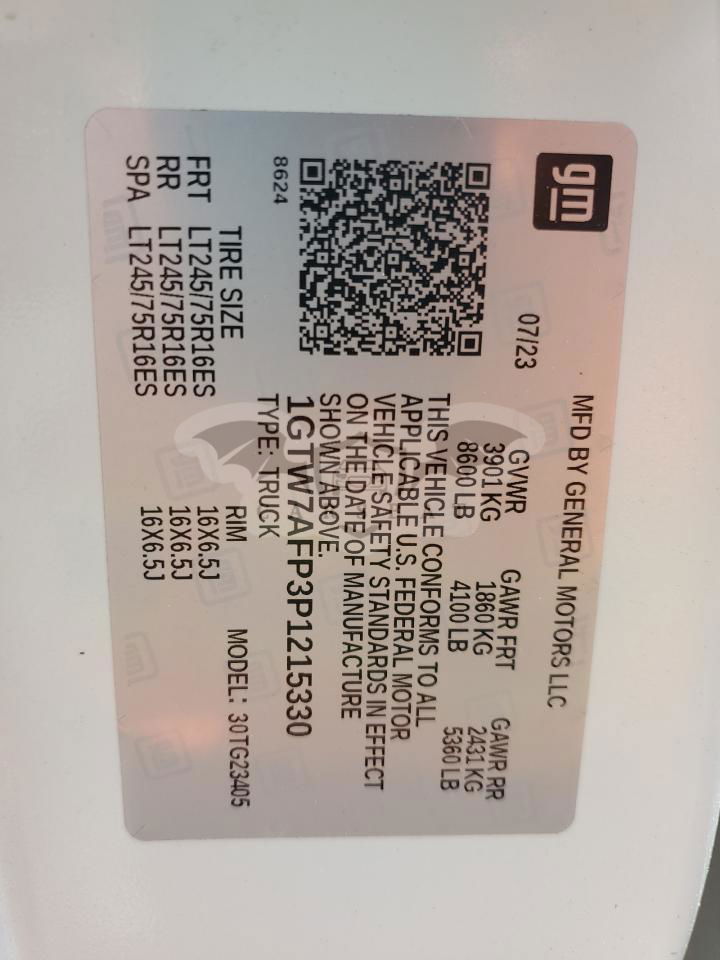 gm
MFD BY GENERAL MOTORS LLC
07/23
GVWR GAWR FRT GAWR RR
3901 KG 1860 KG 2431 KG
8600 LB 4100 LB 5360 LB
THIS VEHICLE CONFORMS TO ALL
APPLICABLE U.S. FEDERAL MOTOR
VEHICLE SAFETY STANDARDS IN EFFECT
ON THE DATE OF MANUFACTURE
SHOWN ABOVE.
8624
1GTW7AFP3P1215330
TYPE: TRUCK
TIRE SIZE RIM MODEL: 30TG23405
FRT LT245/75R16ES 16X6.5J
RR LT245/75R16ES 16X6.5J
SPA LT245/75R16ES 16X6.5J